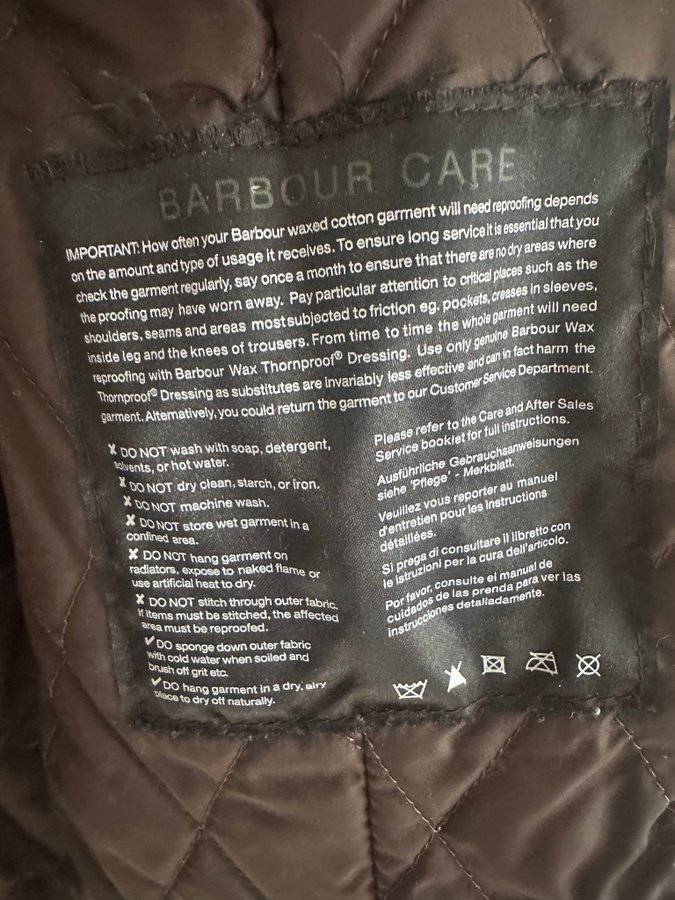 BARBOUR CARE
IMPORTANT: How often your Barbour waxed cotton garment will need reproofing depends
on the amount and type of usage it receives. To ensure long service it is essential that you
check the garment regularly, say once a month to ensure that there are no dry areas where
the proofing may have worn away. Pay particular attention to critical places such as the
shoulders, seams and areas most subjected to friction eg. pockets, creases in sleeves,
inside leg and the knees of trousers. From time to time the whole garment will need
reproofing with Barbour Wax Thornproof® Dressing. Use only genuine Barbour Wax
Thornproof® Dressing as substitutes are invariably less effective and can in fact harm the
garment. Alternatively, you could return the garment to our Customer Service Department.
✘ DO NOT wash with soap, detergent,
solvents, or hot water.
✘ DO NOT dry clean, starch, or iron.
✘ DO NOT machine wash.
✘ DO NOT store wet garment in a
confined area.
✘ DO NOT hang garment on
radiators, expose to naked flame or
use artificial heat to dry.
✘ DO NOT stitch through outer fabric.
If items must be stitched, the affected
area must be reproofed.
✔ DO sponge down outer fabric
with cold water when soiled and
brush off grit etc.
✔ DO hang garment in a dry, airy
place to dry off naturally.
Please refer to the Care and After Sales
Service booklet for full instructions.
Ausführliche Gebrauchsanweisungen
siehe 'Pflege' - Merkblatt.
Veuillez vous reporter au manuel
d'entretien pour les instructions
détaillées.
Si prega di consultare il libretto con
le istruzioni per la cura dell'articolo.
Por favor, consulte el manual de
cuidados de las prenda para ver las
instrucciones detalladamente.